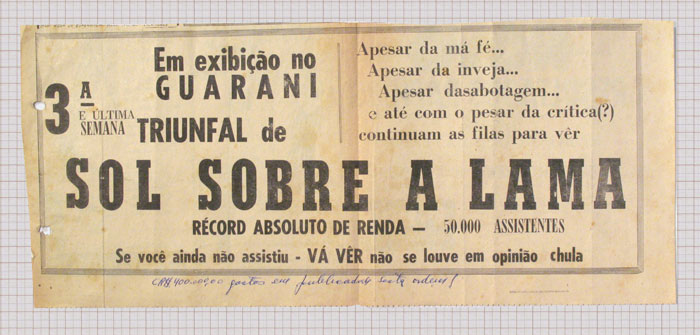 Em exibição no
GUARANI
3ª
E ÚLTIMA
SEMANA
TRIUNFAL de
Apesar da má fé...
Apesar da inveja...
Apesar dasabotagem...
e até com o pesar da crítica(?)
continuam as filas para vêr
SOL SOBRE A LAMA
RÉCORD ABSOLUTO DE RENDA — 50.000 ASSISTENTES
Se você ainda não assistiu - VÁ VÊR não se louve em opinião chula
gastos em